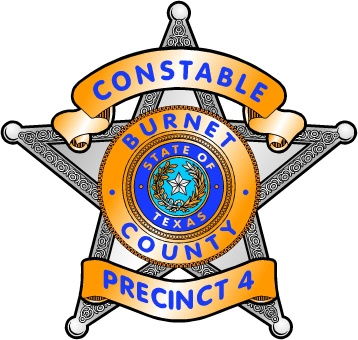 CONSTABLE
BURNET
STATE OF
TEXAS
COUNTY
PRECINCT 4